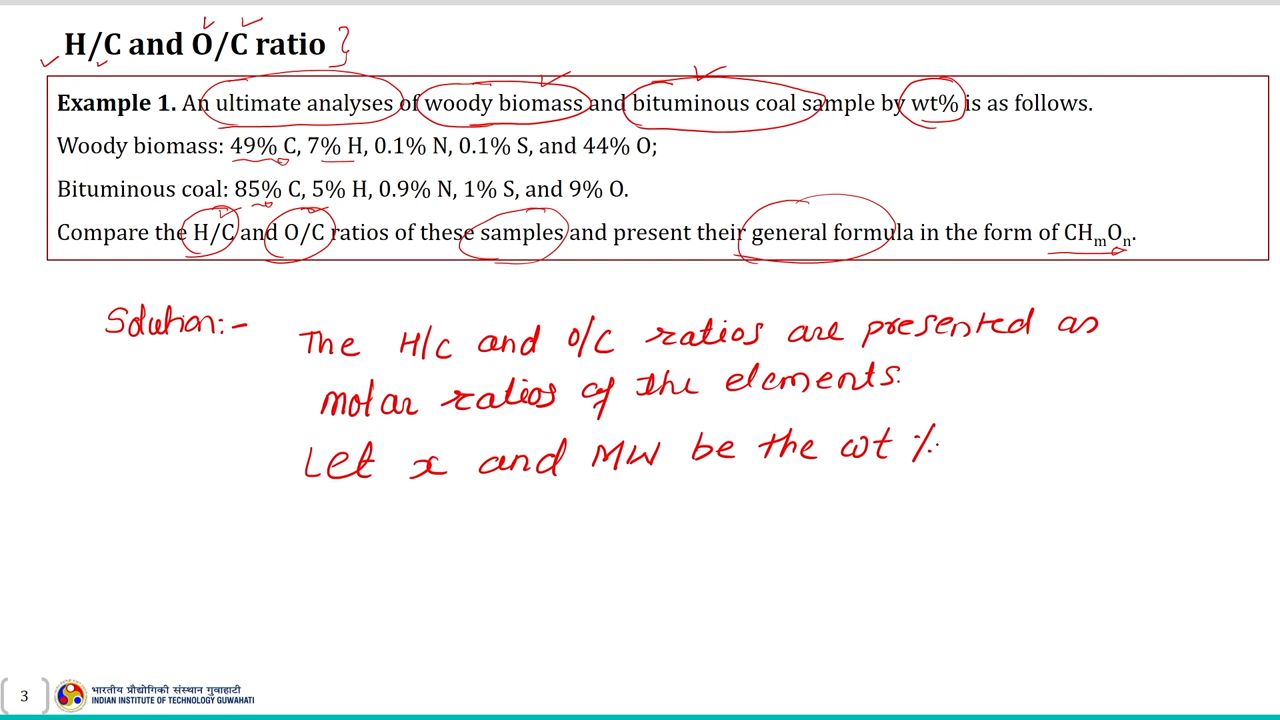 H/C and O/C ratio
Example 1. An ultimate analyses of woody biomass and bituminous coal sample by wt% is as follows.
Woody biomass: 49% C, 7% H, 0.1% N, 0.1% S, and 44% O;
Bituminous coal: 85% C, 5% H, 0.9% N, 1% S, and 9% O.
Compare the H/C and O/C ratios of these samples and present their general formula in the form of CHmOn.
Solution:-
The H/C and O/C ratios are presented as
molar ratios of the elements.
Let x and MW be the wt %.
3
भारतीय प्रौद्योगिकी संस्थान गुवाहाटी
INDIAN INSTITUTE OF TECHNOLOGY GUWAHATI